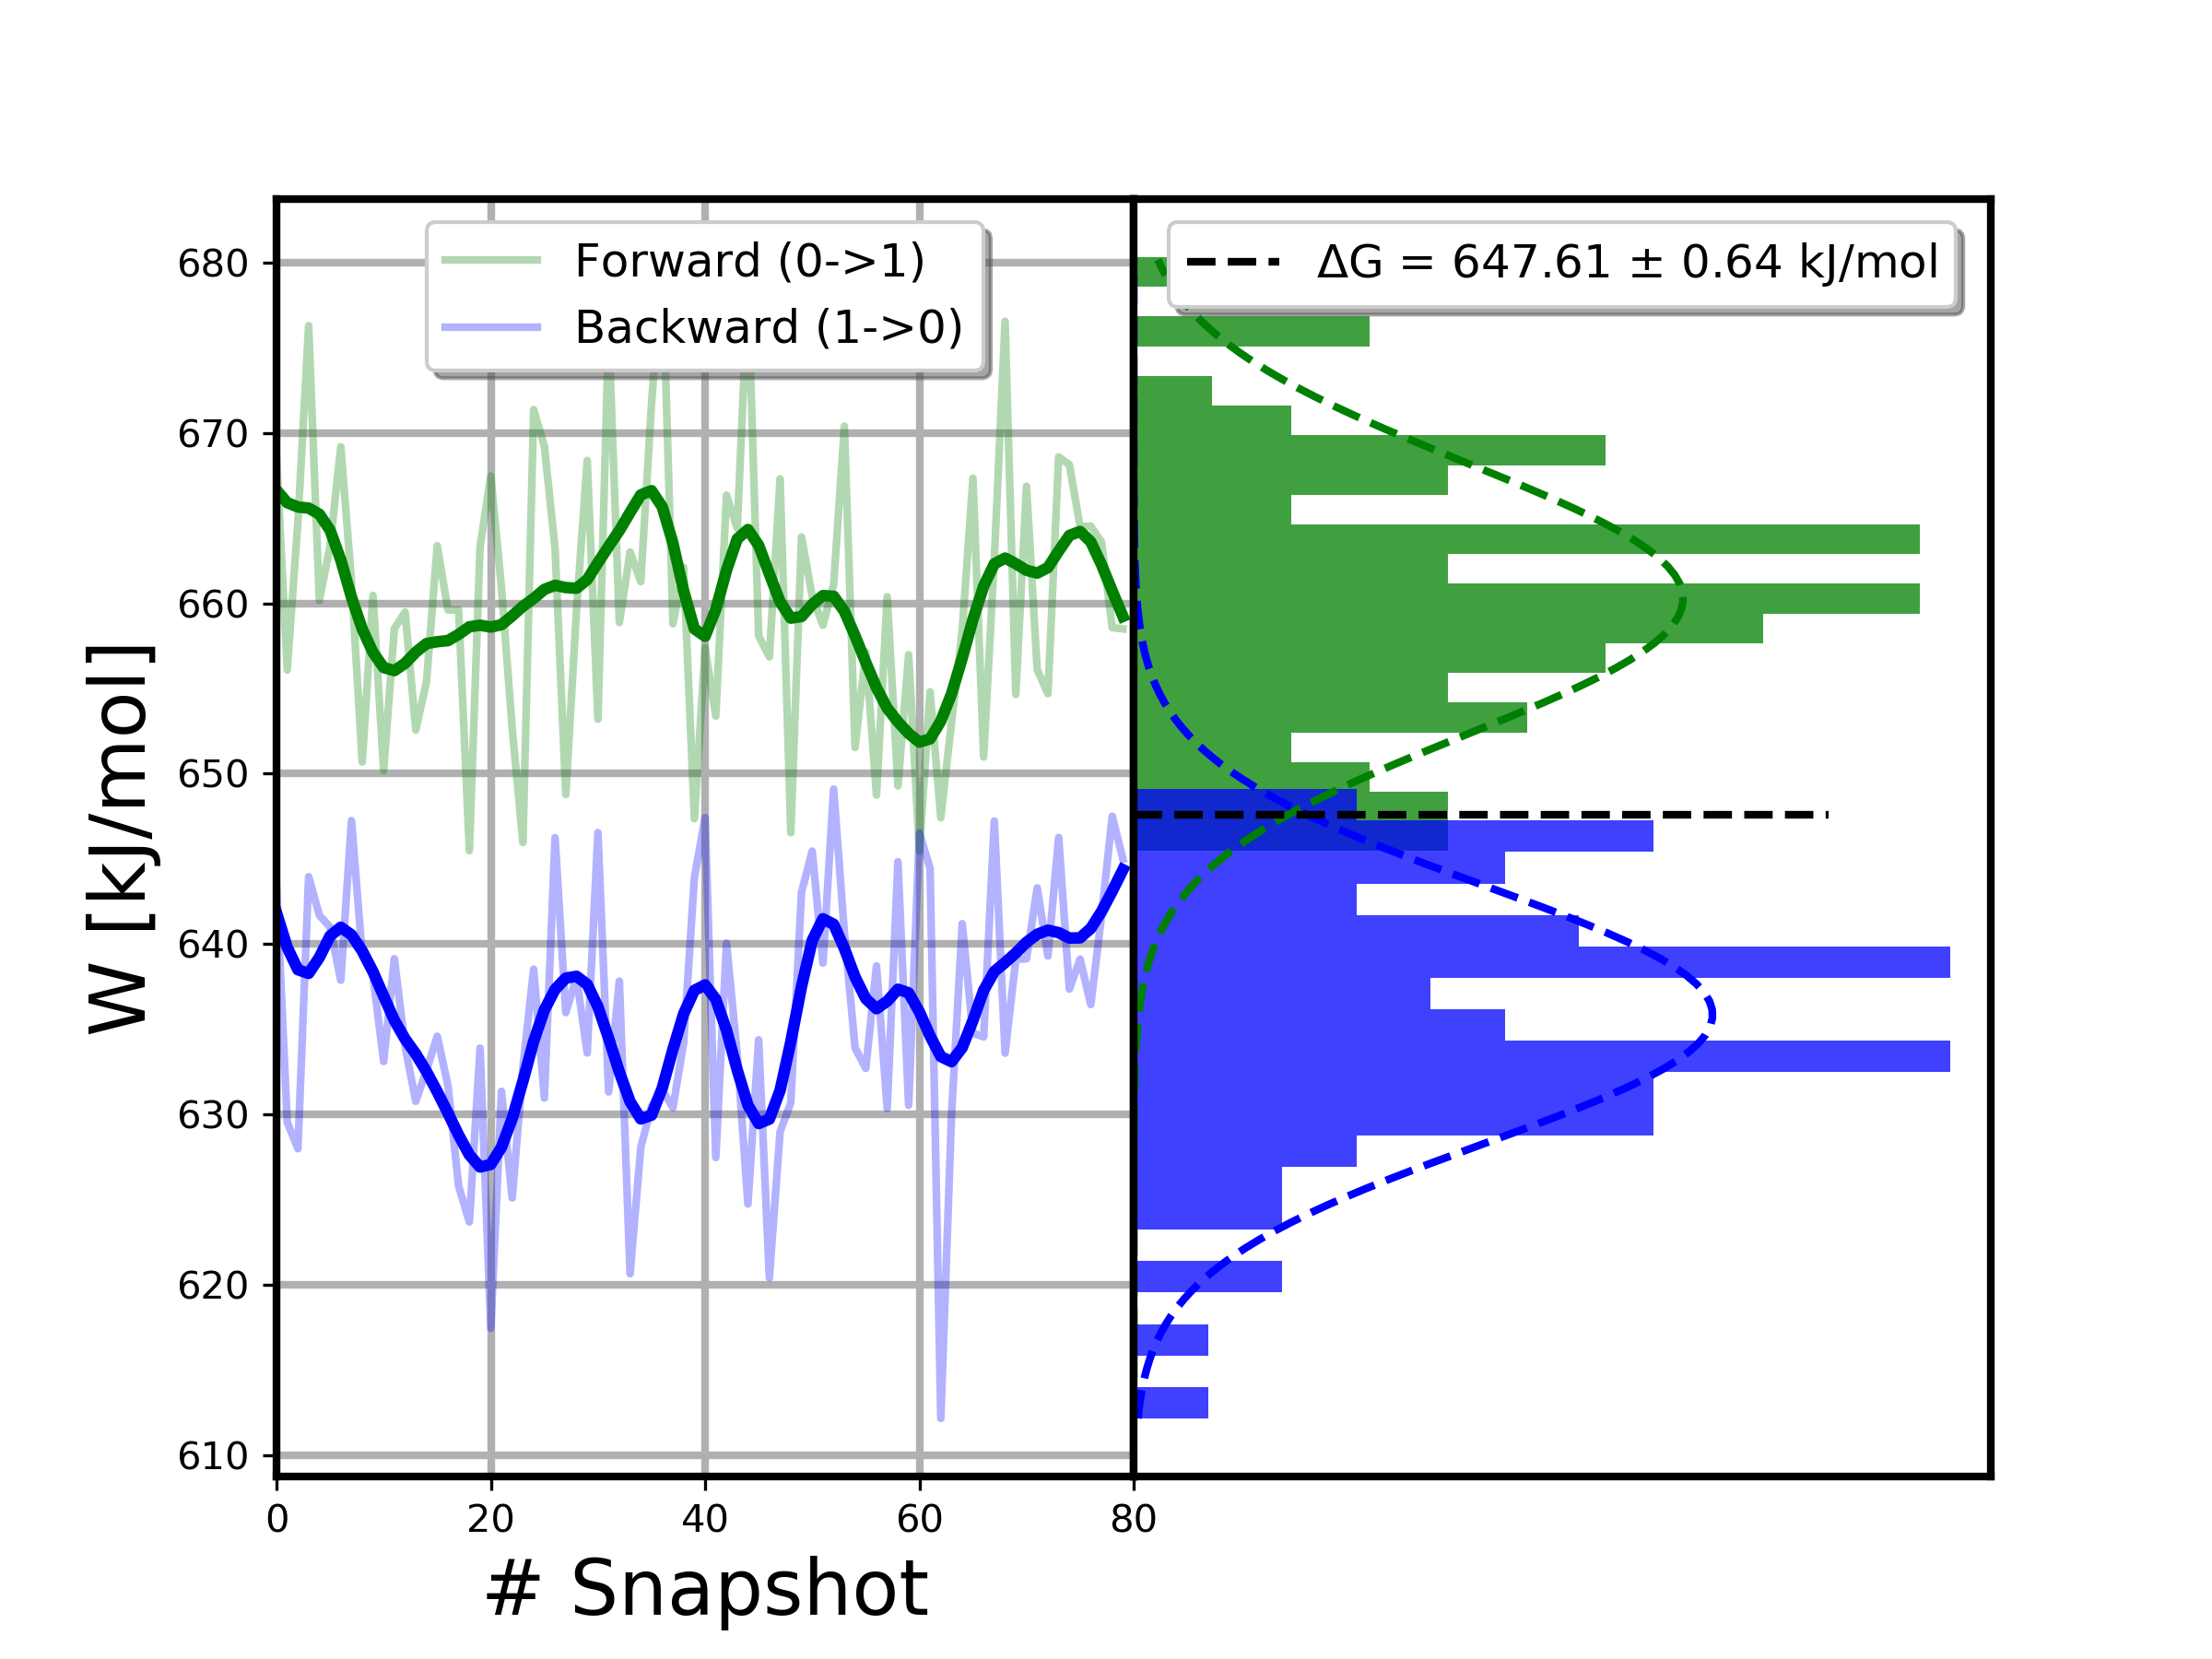 Forward (0->1)
Backward (1->0)
ΔG = 647.61 ± 0.64 kJ/mol
680
670
660
650
640
630
620
610
W [kJ/mol]
0 20 40 60 80
# Snapshot